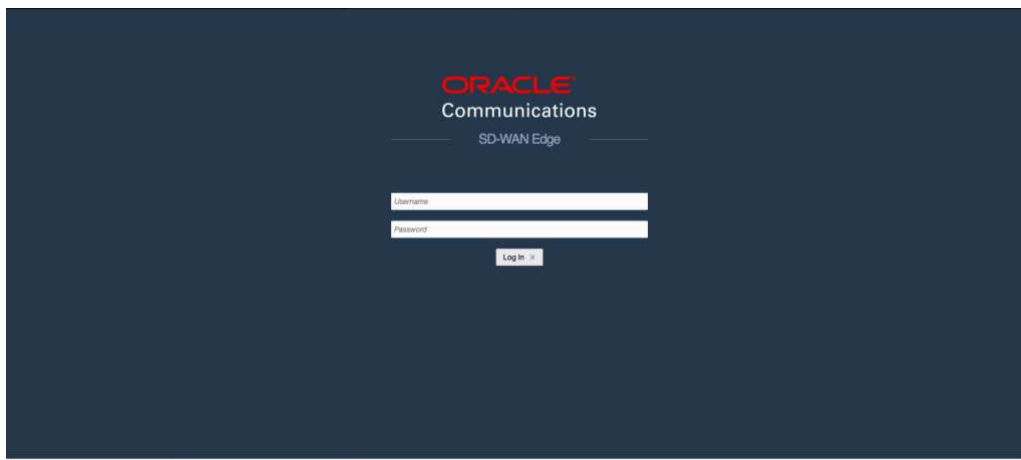 ORACLE
Communications
SD-WAN Edge
Username
Password
Log In